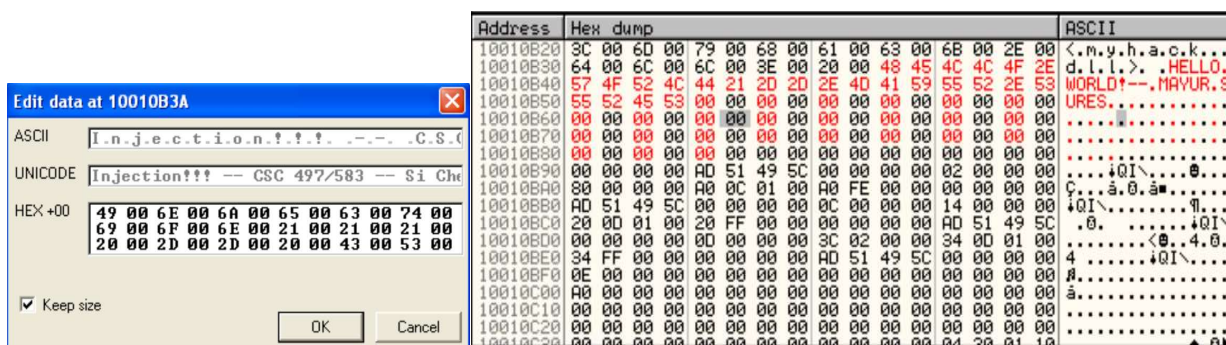 Edit data at 10010B3A
ASCII I.n.j.e.c.t.i.o.n.!.!.!. .-.-. .C.S.
UNICODE Injection!!! -- CSC 497/583 -- Si Che
HEX +00
49 00 6E 00 6A 00 65 00 63 00 74 00
69 00 6F 00 6E 00 21 00 21 00 21 00
20 00 2D 00 2D 00 20 00 43 00 53 00
Keep size
OK Cancel
Address Hex dump ASCII
10010B20 3C 00 6D 00 79 00 68 00 61 00 63 00 6B 00 2E 00 <.m.y.h.a.c.k...
10010B30 64 00 6C 00 6C 00 3E 00 20 00 48 45 4C 4C 4F 2E d.l.l.>. .HELLO.
10010B40 57 4F 52 4C 44 21 2D 2D 2E 4D 41 59 55 52 2E 53 WORLD!--.MAYUR.S
10010B50 55 52 45 53 00 00 00 00 00 00 00 00 00 00 00 00 URES............
10010B60 00 00 00 00 00 00 00 00 00 00 00 00 00 00 00 00 ................
10010B70 00 00 00 00 00 00 00 00 00 00 00 00 00 00 00 00 ................
10010B80 00 00 00 00 00 00 00 00 00 00 00 00 00 00 00 00 ................
10010B90 00 00 00 00 AD 51 49 5C 00 00 00 00 02 00 00 00
10010BA0 80 00 00 00 A0 0C 01 00 A0 FE 00 00 00 00 00 00
10010BB0 AD 51 49 5C 00 00 00 00 0C 00 00 00 14 00 00 00
10010BC0 20 0D 01 00 20 FF 00 00 00 00 00 00 AD 51 49 5C
10010BD0 00 00 00 00 0D 00 00 00 3C 02 00 00 34 0D 01 00
10010BE0 34 FF 00 00 00 00 00 00 AD 51 49 5C 00 00 00 00
10010BF0 0E 00 00 00 00 00 00 00 00 00 00 00 00 00 00 00
10010C00 A0 00 00 00 00 00 00 00 00 00 00 00 00 00 00 00
10010C10 00 00 00 00 00 00 00 00 00 00 00 00 00 00 00 00 ................
10010C20 00 00 00 00 00 00 00 00 00 00 00 00 00 00 00 00 ................
10010C30 00 00 00 00 00 00 00 00 00 00 00 00 04 30 01 10